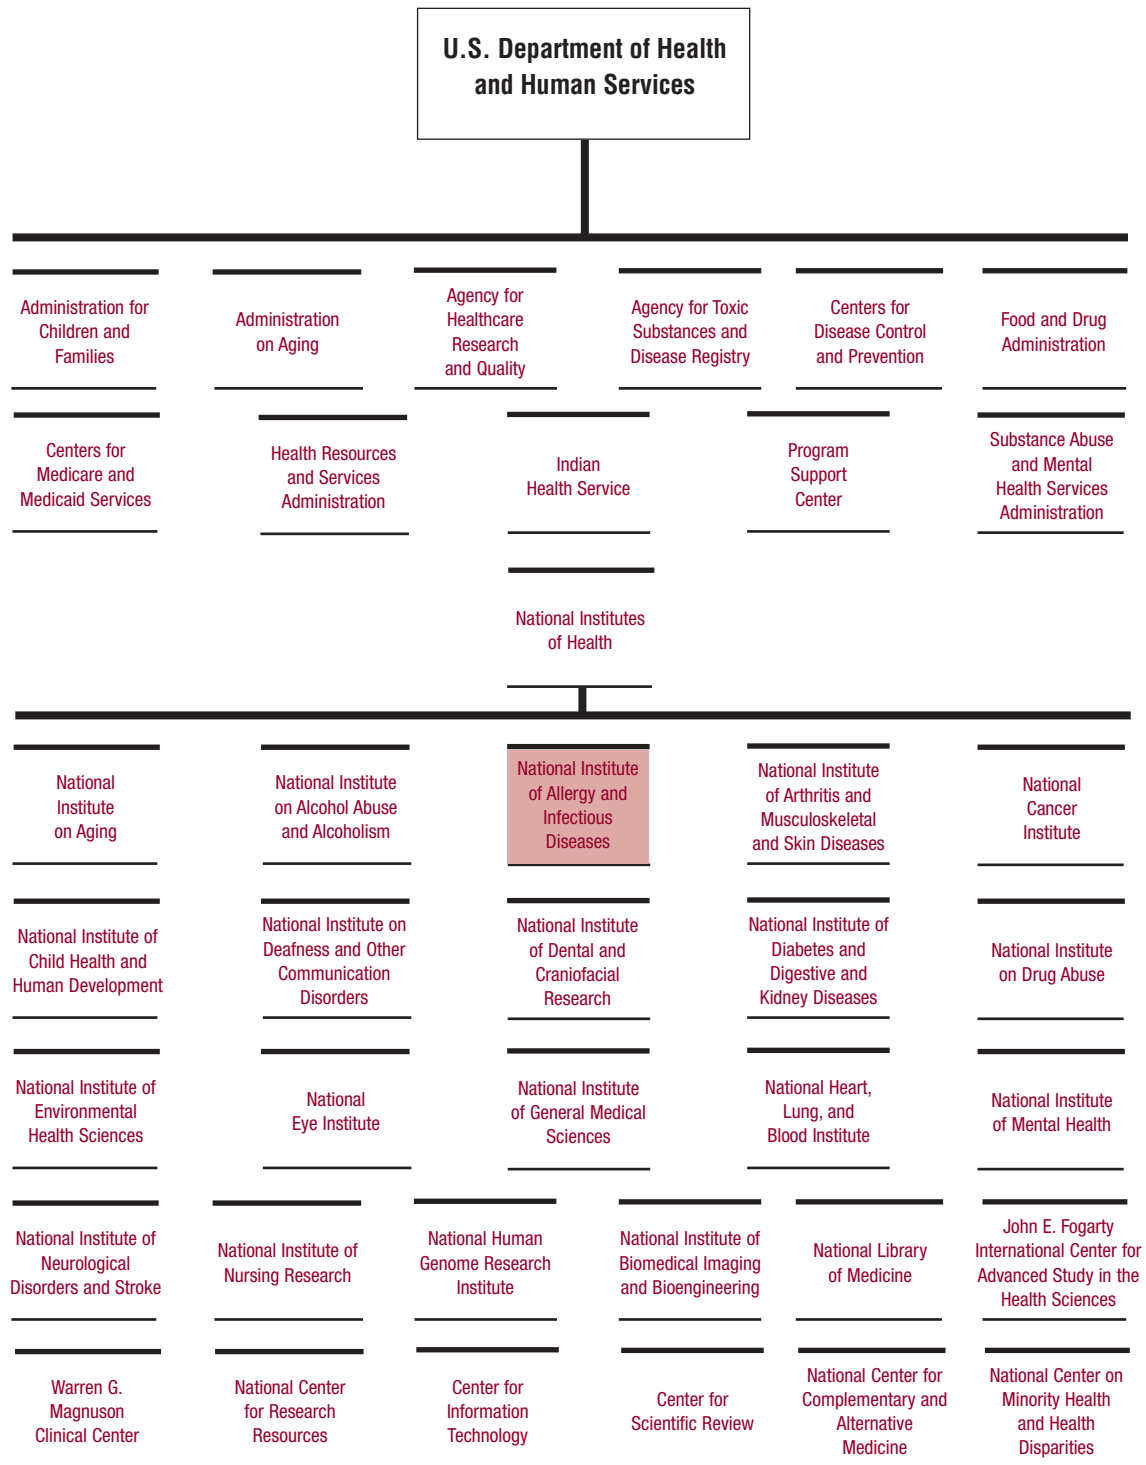 U.S. Department of Health
and Human Services
Administration for
Children and
Families
Administration
on Aging
Agency for
Healthcare
Research
and Quality
Agency for Toxic
Substances and
Disease Registry
Centers for
Disease Control
and Prevention
Food and Drug
Administration
Centers for
Medicare and
Medicaid Services
Health Resources
and Services
Administration
Indian
Health Service
Program
Support
Center
Substance Abuse
and Mental
Health Services
Administration
National Institutes
of Health
National
Institute
on Aging
National Institute
on Alcohol Abuse
and Alcoholism
National Institute
of Allergy and
Infectious
Diseases
National Institute
of Arthritis and
Musculoskeletal
and Skin Diseases
National
Cancer
Institute
National Institute of
Child Health and
Human Development
National Institute on
Deafness and Other
Communication
Disorders
National Institute
of Dental and
Craniofacial
Research
National Institute of
Diabetes and
Digestive and
Kidney Diseases
National Institute
on Drug Abuse
National Institute of
Environmental
Health Sciences
National
Eye Institute
National Institute
of General Medical
Sciences
National Heart,
Lung, and
Blood Institute
National Institute
of Mental Health
National Institute of
Neurological
Disorders and Stroke
National Institute of
Nursing Research
National Human
Genome Research
Institute
National Institute of
Biomedical Imaging
and Bioengineering
National Library
of Medicine
John E. Fogarty
International Center for
Advanced Study in the
Health Sciences
Warren G.
Magnuson
Clinical Center
National Center
for Research
Resources
Center for
Information
Technology
Center for
Scientific Review
National Center for
Complementary and
Alternative
Medicine
National Center on
Minority Health
and Health
Disparities